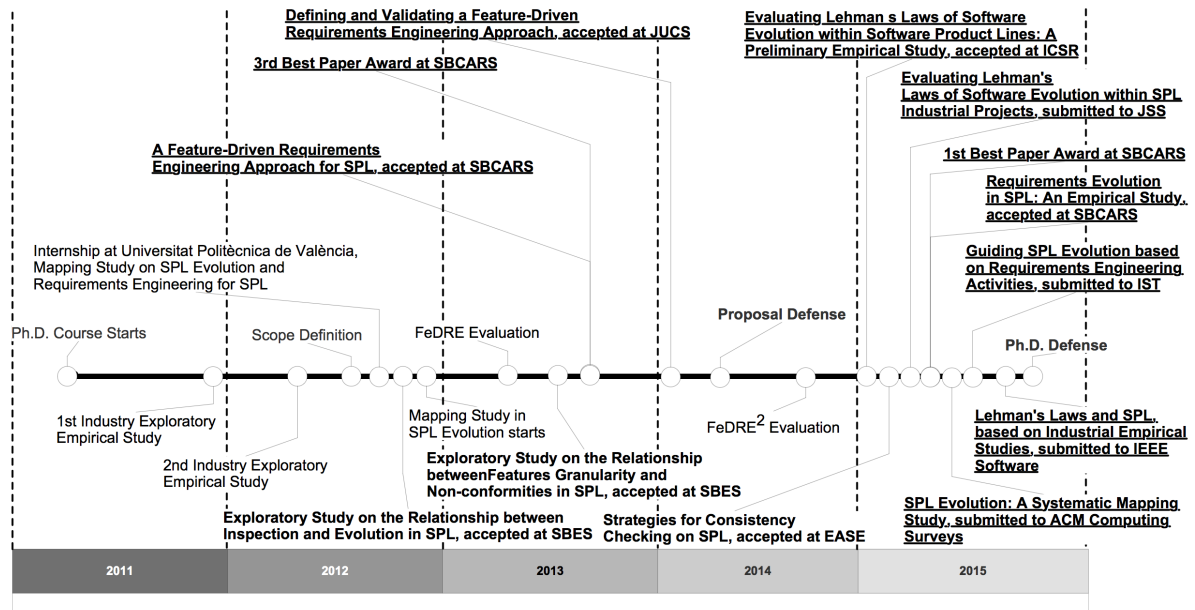 Defining and Validating a Feature-Driven
Requirements Engineering Approach, accepted at JUCS
3rd Best Paper Award at SBCARS
A Feature-Driven Requirements
Engineering Approach for SPL, accepted at SBCARS
Internship at Universitat Politècnica de València,
Mapping Study on SPL Evolution and
Requirements Engineering for SPL
Ph.D. Course Starts
Scope Definition
FeDRE Evaluation
Proposal Defense
Evaluating Lehman s Laws of Software
Evolution within Software Product Lines: A
Preliminary Empirical Study, accepted at ICSR
Evaluating Lehman's
Laws of Software Evolution within SPL
Industrial Projects, submitted to JSS
1st Best Paper Award at SBCARS
Requirements Evolution
in SPL: An Empirical Study,
accepted at SBCARS
Guiding SPL Evolution based
on Requirements Engineering
Activities, submitted to IST
Ph.D. Defense
1st Industry Exploratory
Empirical Study
2nd Industry Exploratory
Empirical Study
Mapping Study in
SPL Evolution starts
Exploratory Study on the Relationship
betweenFeatures Granularity and
Non-conformities in SPL, accepted at SBES
Exploratory Study on the Relationship between
Inspection and Evolution in SPL, accepted at SBES
FeDRE2 Evaluation
Strategies for Consistency
Checking on SPL, accepted at EASE
Lehman's Laws and SPL,
based on Industrial Empirical
Studies, submitted to IEEE
Software
SPL Evolution: A Systematic Mapping
Study, submitted to ACM Computing
Surveys
2011
2012
2013
2014
2015